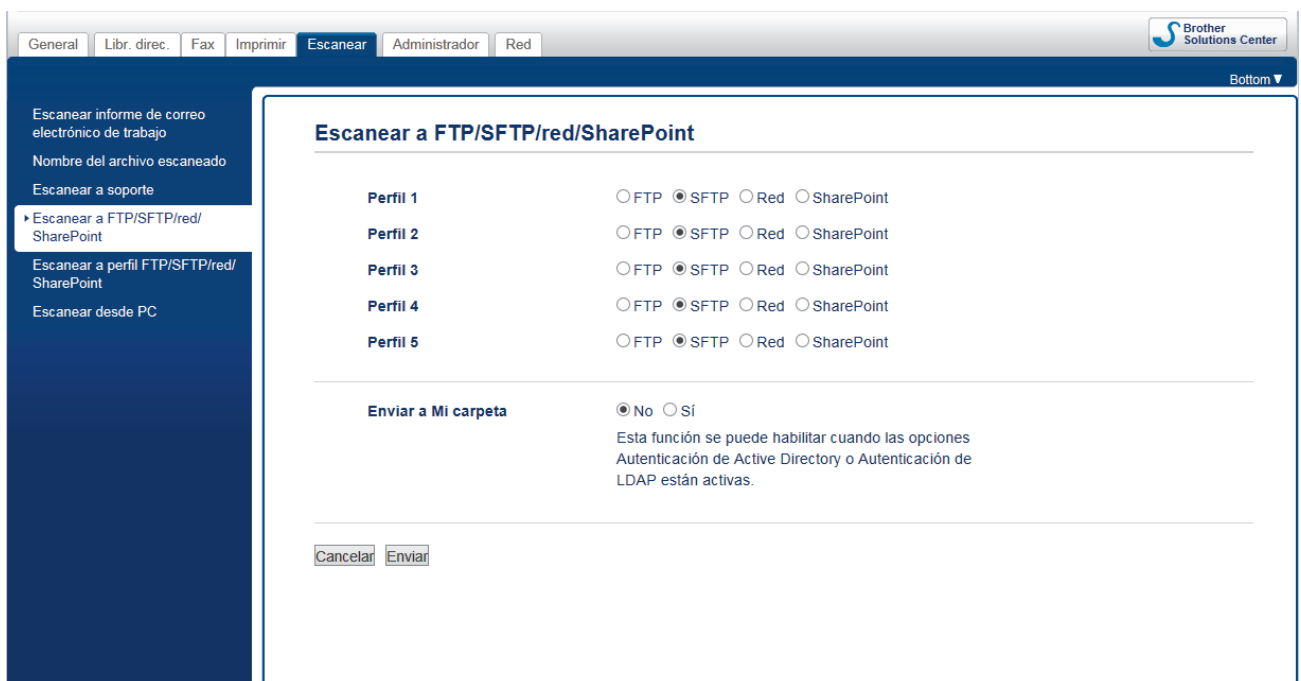 General Libr. direc. Fax Imprimir Escanear Administrador Red
Brother
Solutions Center
Bottom▼
Escanear informe de correo
electrónico de trabajo
Nombre del archivo escaneado
Escanear a soporte
Escanear a FTP/SFTP/red/
SharePoint
Escanear a perfil FTP/SFTP/red/
SharePoint
Escanear desde PC
Escanear a FTP/SFTP/red/SharePoint
Perfil 1 FTP SFTP Red SharePoint
Perfil 2 FTP SFTP Red SharePoint
Perfil 3 FTP SFTP Red SharePoint
Perfil 4 FTP SFTP Red SharePoint
Perfil 5 FTP SFTP Red SharePoint
Enviar a Mi carpeta No Sí
Esta función se puede habilitar cuando las opciones
Autenticación de Active Directory o Autenticación de
LDAP están activas.
Cancelar Enviar